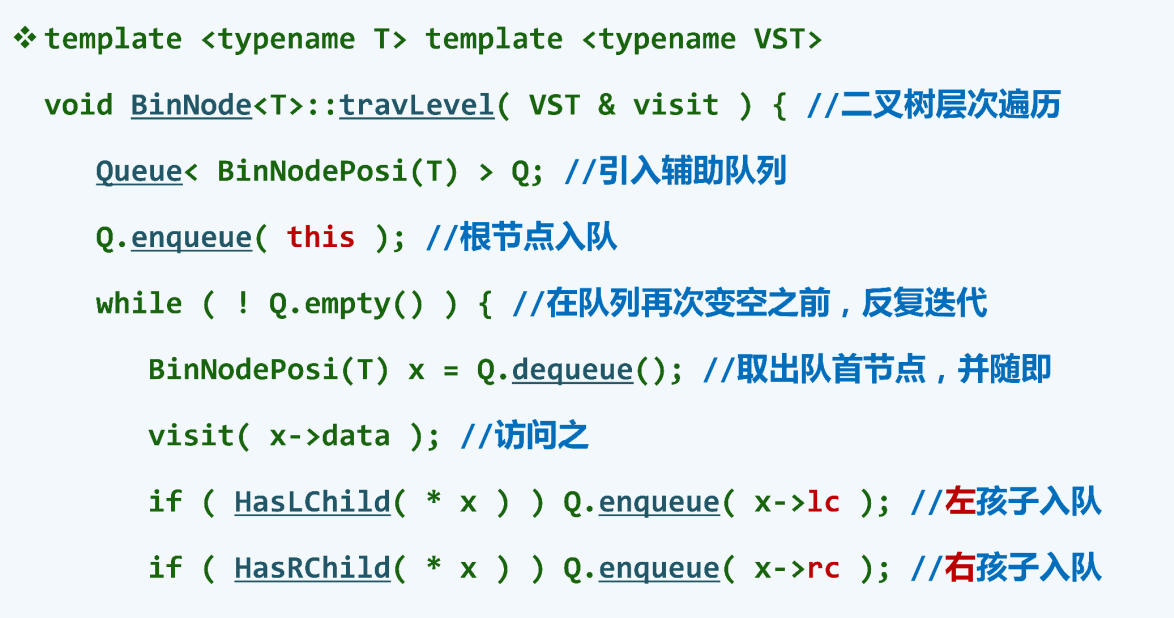 ❖template <typename T> template <typename VST>
void BinNode<T>::travLevel( VST & visit ) { //二叉树层次遍历
Queue< BinNodePosi(T) > Q; //引入辅助队列
Q.enqueue( this ); //根节点入队
while ( ! Q.empty() ) { //在队列再次变空之前，反复迭代
BinNodePosi(T) x = Q.dequeue(); //取出队首节点，并随即
visit( x->data ); //访问之
if ( HasLChild( * x ) ) Q.enqueue( x->lc ); //左孩子入队
if ( HasRChild( * x ) ) Q.enqueue( x->rc ); //右孩子入队